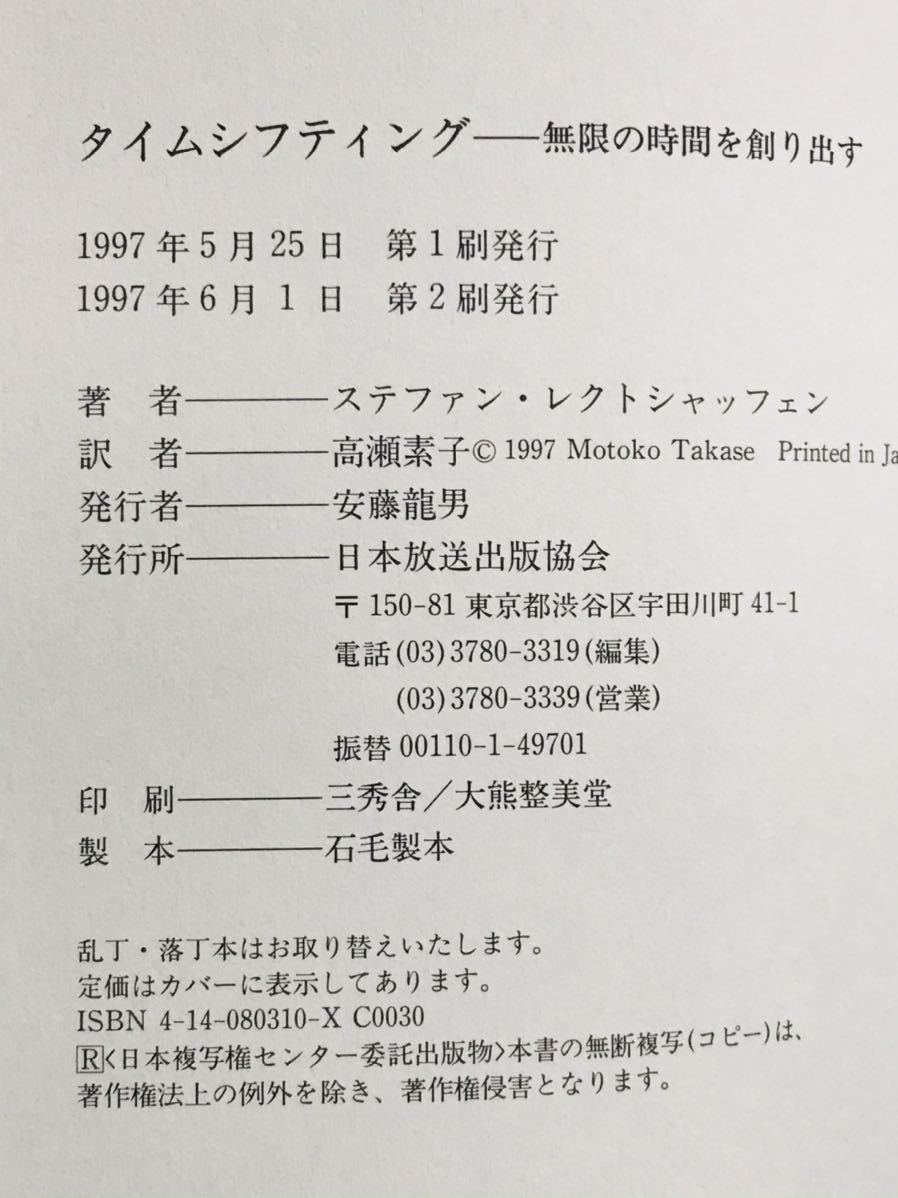 タイムシフティング――無限の時間を創り出す
1997年5月25日　第1刷発行
1997年6月 1 日　第2刷発行
著　者――――ステファン・レクトシャッフェン
訳　者――――高瀬素子© 1997 Motoko Takase Printed in Ja
発行者――――安藤龍男
発行所――――日本放送出版協会
〒150-81 東京都渋谷区宇田川町 41-1
電話(03)3780-3319(編集)
(03)3780-3339(営業)
振替 00110-1-49701
印　刷――――三秀舎／大熊整美堂
製　本――――石毛製本
乱丁・落丁本はお取り替えいたします。
定価はカバーに表示してあります。
ISBN 4-14-080310-X C0030
R<日本複写権センター委託出版物>本書の無断複写(コピー)は、
著作権法上の例外を除き、著作権侵害となります。